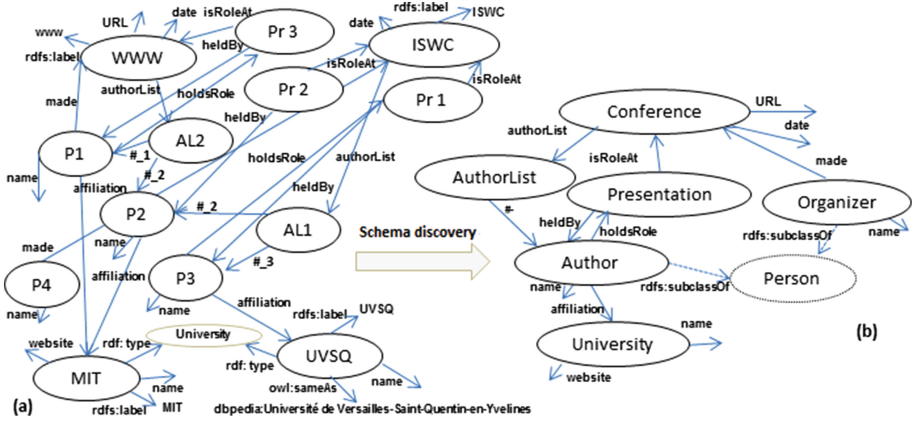 (a)
www
URL
date
isRoleAt
Pr 3
rdfs:label
WWW
heldBy
authorList
made
holdsRole
date
rdfs:label
ISWC
ISWC
isRoleAt
Pr 2
isRoleAt
Pr 1
heldBy
P1
#_1
AL2
holdsRole
authorList
name
affiliation
#_2
heldBy
P2
#_2
AL1
made
name
#_3
affiliation
P4
P3
name
name
affiliation
rdfs:label
UVSQ
website
rdf: type
University
rdf: type
UVSQ
MIT
name
owl:sameAs
name
rdfs:label
MIT
(a)
dbpedia:Université de Versailles-Saint-Quentin-en-Yvelines
Schema discovery
Conference
URL
date
authorList
isRoleAt
made
AuthorList
Presentation
Organizer
#-
heldBy
holdsRole
rdfs:subclassOf
name
Author
Person
name
rdfs:subclassOf
affiliation
University
name
website
(b)